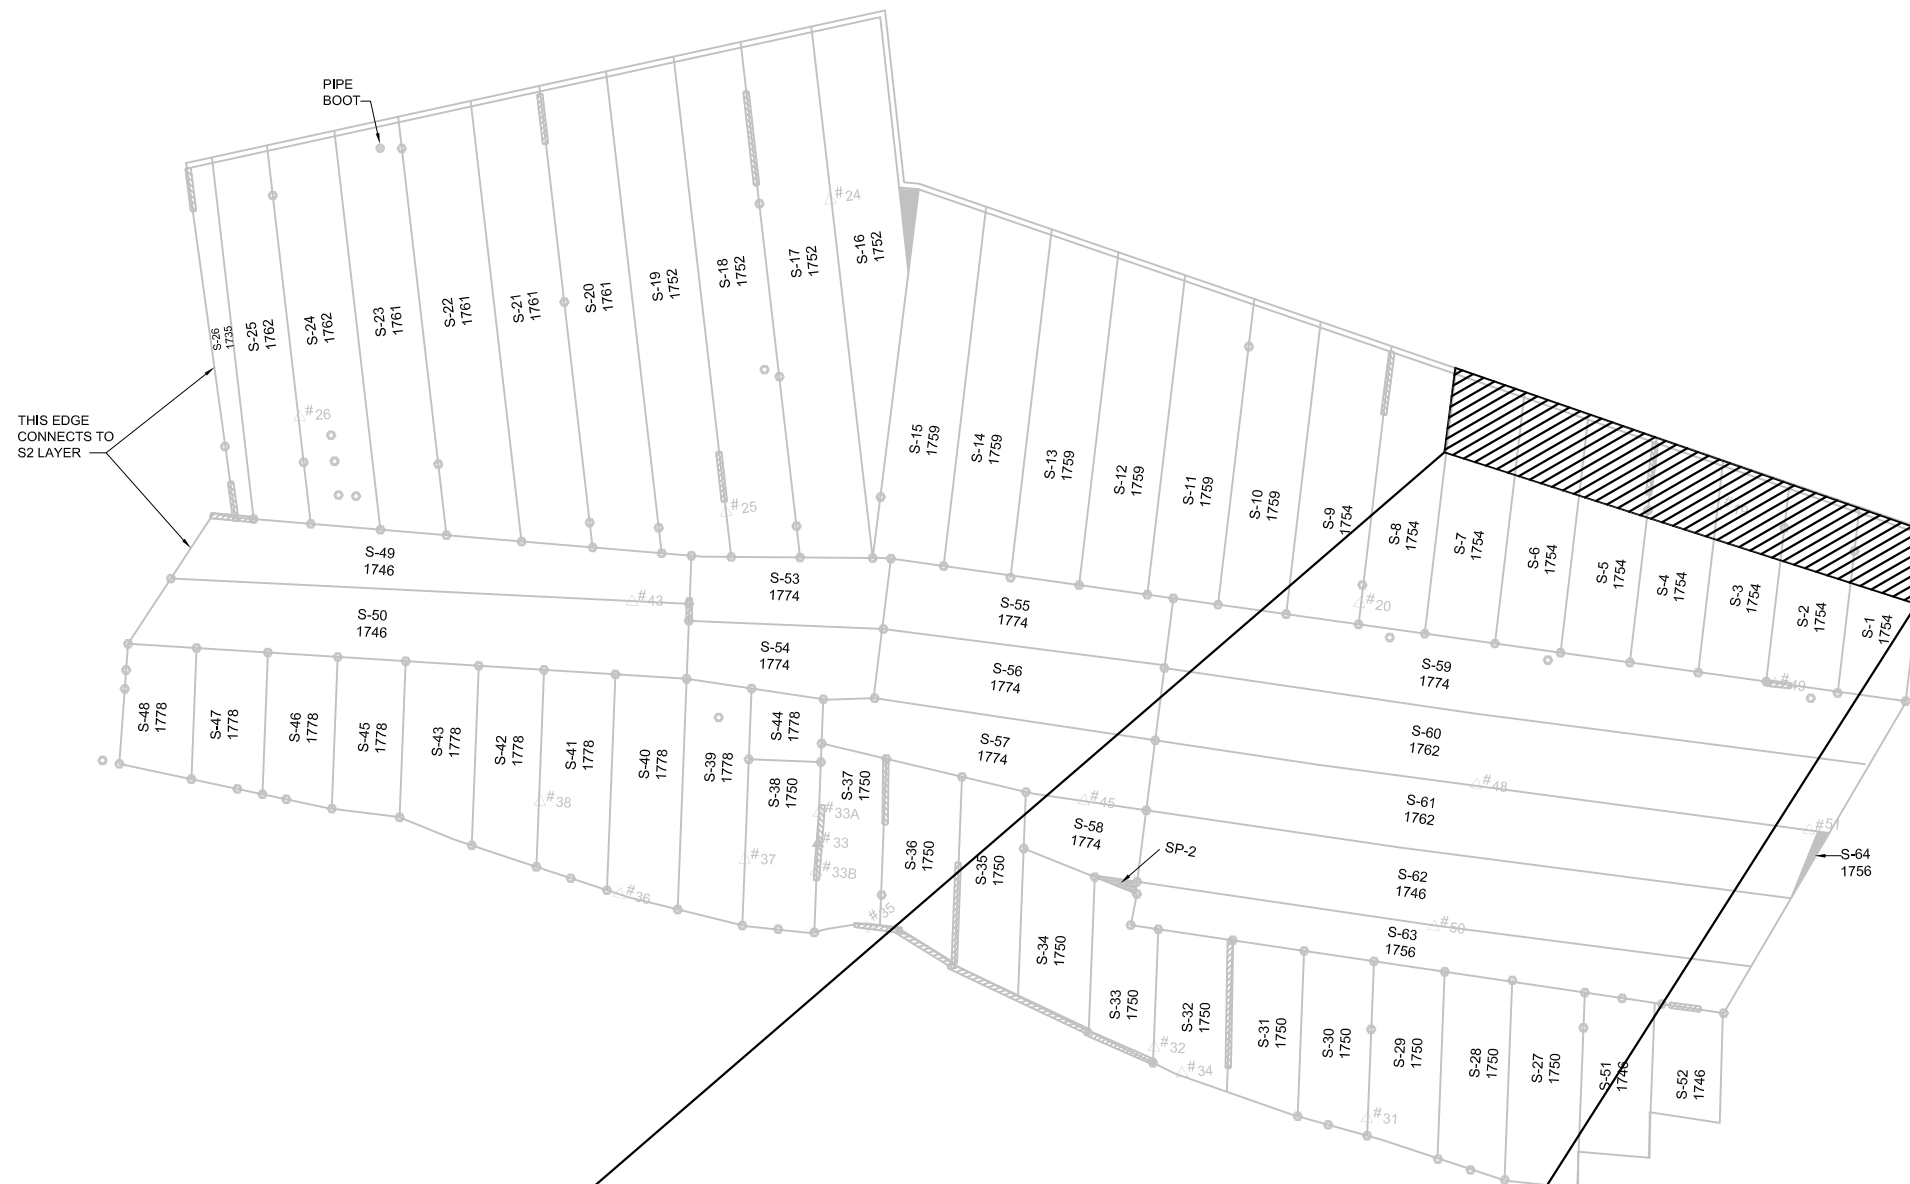 PIPE
BOOT
THIS EDGE
CONNECTS TO
S2 LAYER
S-26
1735
S-25
1762
S-24
1762
S-23
1761
S-22
1761
S-21
1761
S-20
1761
S-19
1752
S-18
1752
S-17
1752
S-16
1752
#24
#26
#25
S-15
1759
S-14
1759
S-13
1759
S-12
1759
S-11
1759
S-10
1759
S-9
1754
S-8
1754
S-7
1754
S-6
1754
S-5
1754
S-4
1754
S-3
1754
S-2
1754
S-1
1754
#20
#49
S-49
1746
S-50
1746
#43
S-53
1774
S-54
1774
S-55
1774
S-56
1774
S-57
1774
S-58
1774
S-59
1774
S-60
1762
S-61
1762
S-62
1746
S-63
1756
S-64
1756
#48
#51
#50
#45
SP-2
S-48
1778
S-47
1778
S-46
1778
S-45
1778
S-43
1778
S-42
1778
S-41
1778
S-40
1778
S-39
1778
S-44
1778
S-38
1750
S-37
1750
#38
#37
#36
#33A
#33
#33B
#35
S-36
1750
S-35
1750
S-34
1750
S-33
1750
S-32
1750
S-31
1750
S-30
1750
S-29
1750
S-28
1750
S-27
1750
S-51
1746
S-52
1746
#32
#34
#31